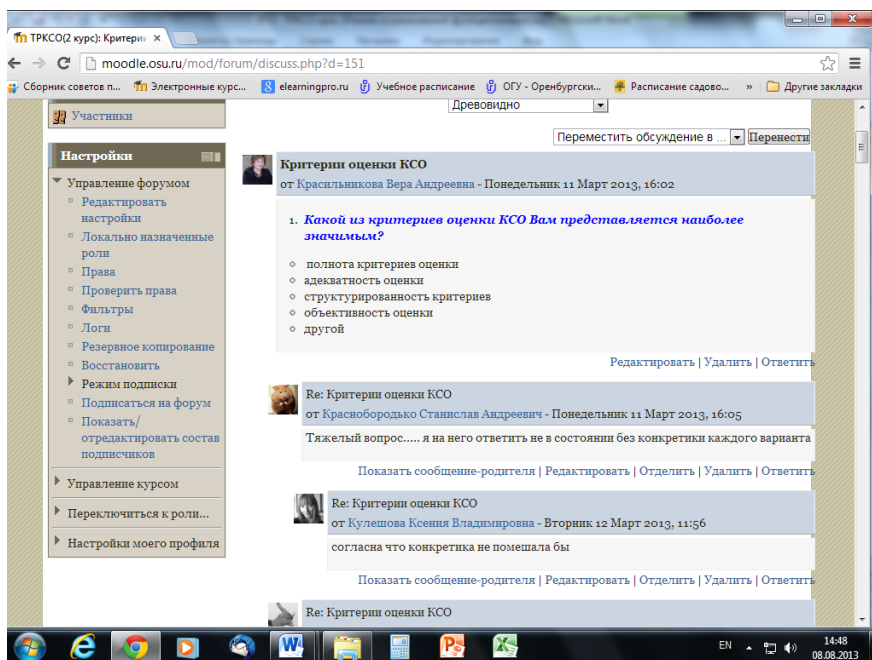 ТРКСО(2 курс): Критери
moodle.osu.ru/mod/forum/discuss.php?d=151
Сборник советов п... Электронные курс... elearningpro.ru Учебное расписание ОГУ - Оренбургски... Расписание садово... » Другие закладки
Участники
Древовидно
Переместить обсуждение в ... Перенести
Настройки
Управление форумом
Редактировать
настройки
Локально назначенные
роли
Права
Проверить права
Фильтры
Логи
Резервное копирование
Восстановить
Режим подписки
Подписаться на форум
Показать/
отредактировать состав
подписчиков
Управление курсом
Переключиться к роли...
Настройки моего профиля
Критерии оценки КСО
от Красильникова Вера Андреевна - Понедельник 11 Март 2013, 16:02
1. Какой из критериев оценки КСО Вам представляется наиболее
значимым?
полнота критериев оценки
адекватность оценки
структурированность критериев
объективность оценки
другой
Редактировать | Удалить | Ответить
Re: Критерии оценки КСО
от Краснобородько Станислав Андреевич - Понедельник 11 Март 2013, 16:05
Тяжелый вопрос..... я на него ответить не в состоянии без конкретики каждого варианта
Показать сообщение-родителя | Редактировать | Отделить | Удалить | Ответить
Re: Критерии оценки КСО
от Кулешова Ксения Владимировна - Вторник 12 Март 2013, 11:56
согласна что конкретика не помешала бы
Показать сообщение-родителя | Редактировать | Отделить | Удалить | Ответить
Re: Критерии оценки КСО
EN 14:48
08.08.2013